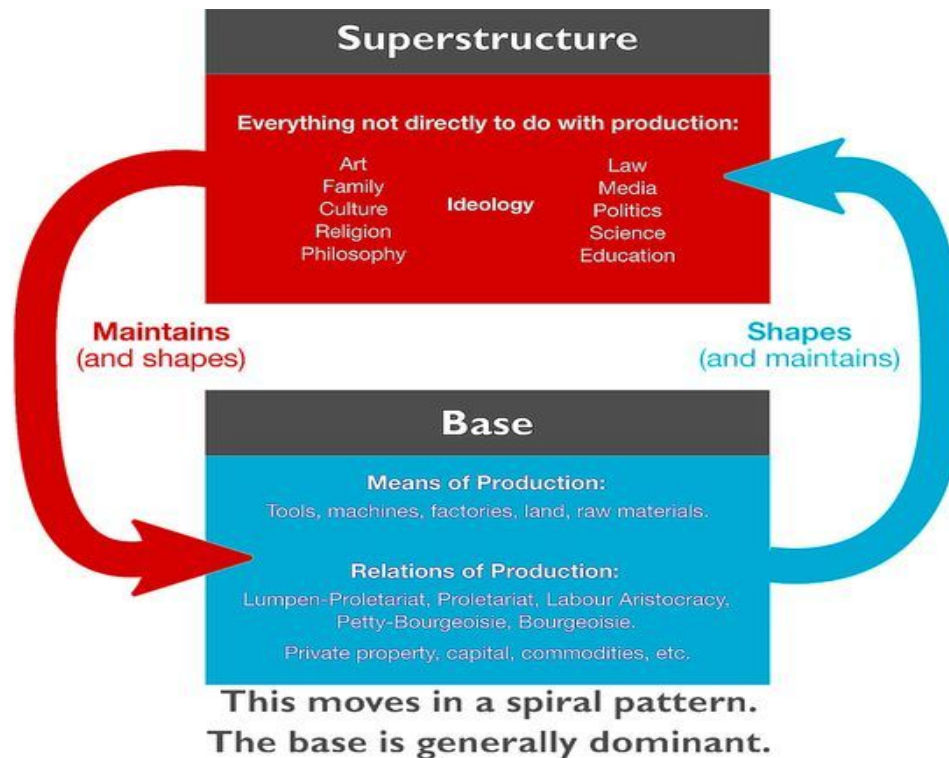 Superstructure
Everything not directly to do with production:
Art
Family
Culture
Religion
Philosophy
Ideology
Law
Media
Politics
Science
Education
Maintains
(and shapes)
Shapes
(and maintains)
Base
Means of Production:
Tools, machines, factories, land, raw materials.
Relations of Production:
Lumpen-Proletariat, Proletariat, Labour Aristocracy,
Petty-Bourgeoisie, Bourgeoisie.
Private property, capital, commodities, etc.
This moves in a spiral pattern.
The base is generally dominant.